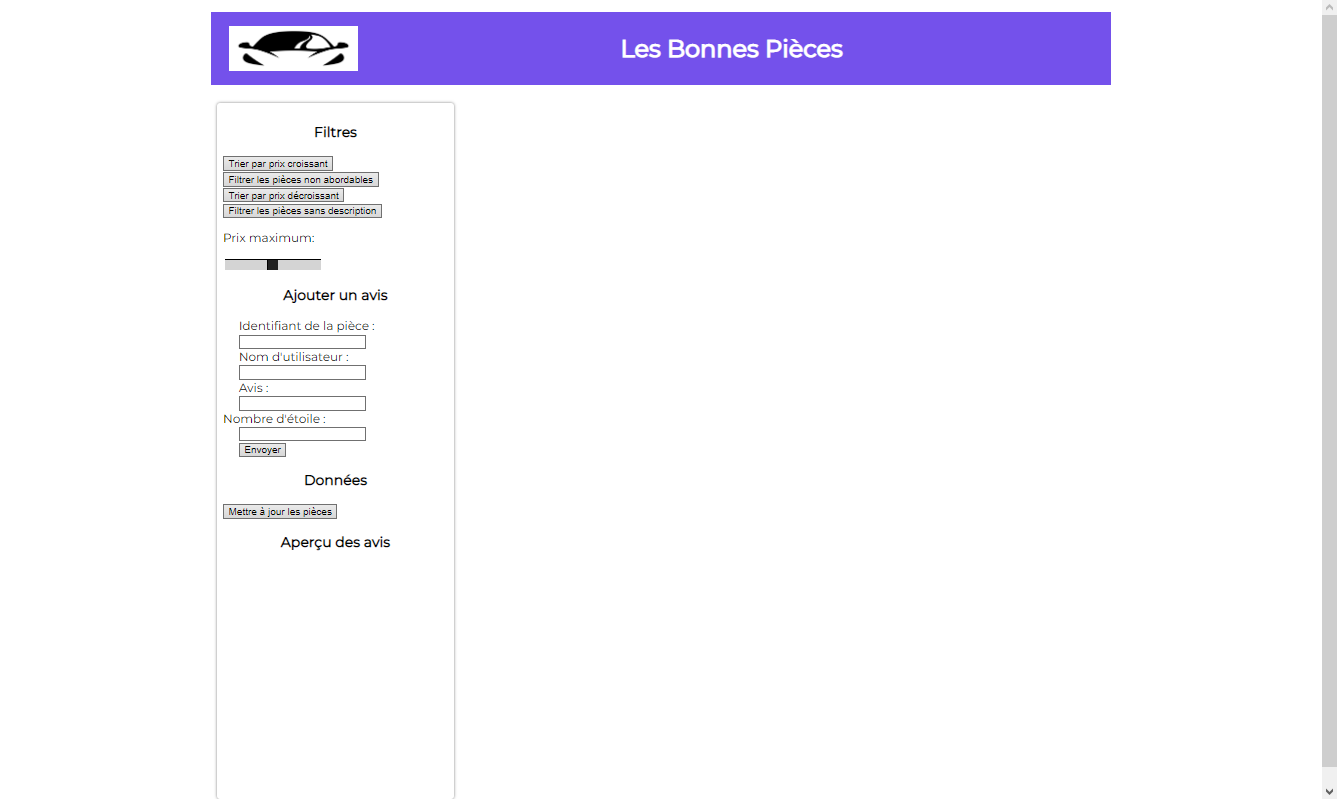 Les Bonnes Pièces
Filtres
Trier par prix croissant
Filtrer les pièces non abordables
Trier par prix décroissant
Filtrer les pièces sans description
Prix maximum:
Ajouter un avis
Identifiant de la pièce :
Nom d'utilisateur :
Avis :
Nombre d'étoile :
Envoyer
Données
Mettre à jour les pièces
Aperçu des avis